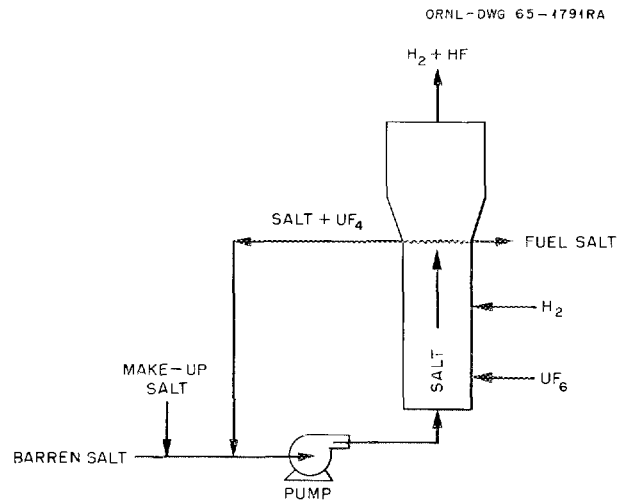 ORNL-DWG 65-1791RA
H₂ + HF
SALT + UF₄
FUEL SALT
H₂
SALT
MAKE-UP
SALT
UF₆
BARREN SALT
PUMP